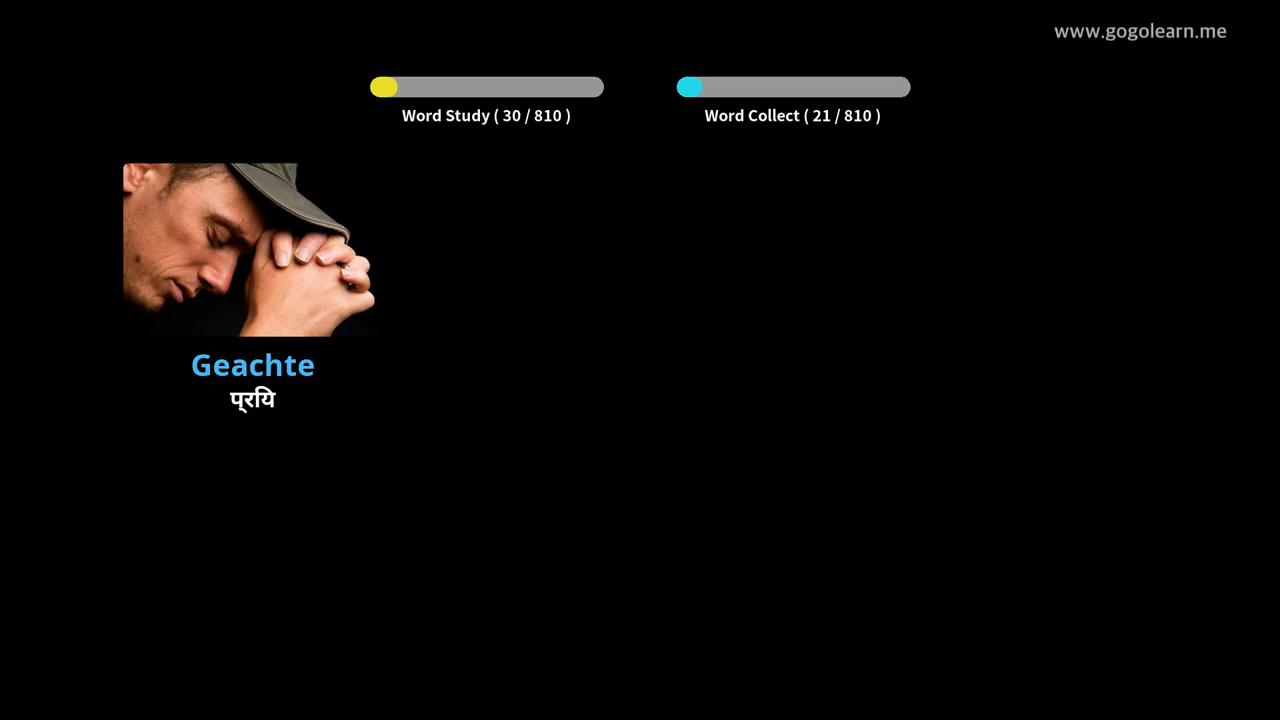 www.gogolearn.me
Word Study ( 30 / 810 )
Word Collect ( 21 / 810 )
Geachte
प्रयि